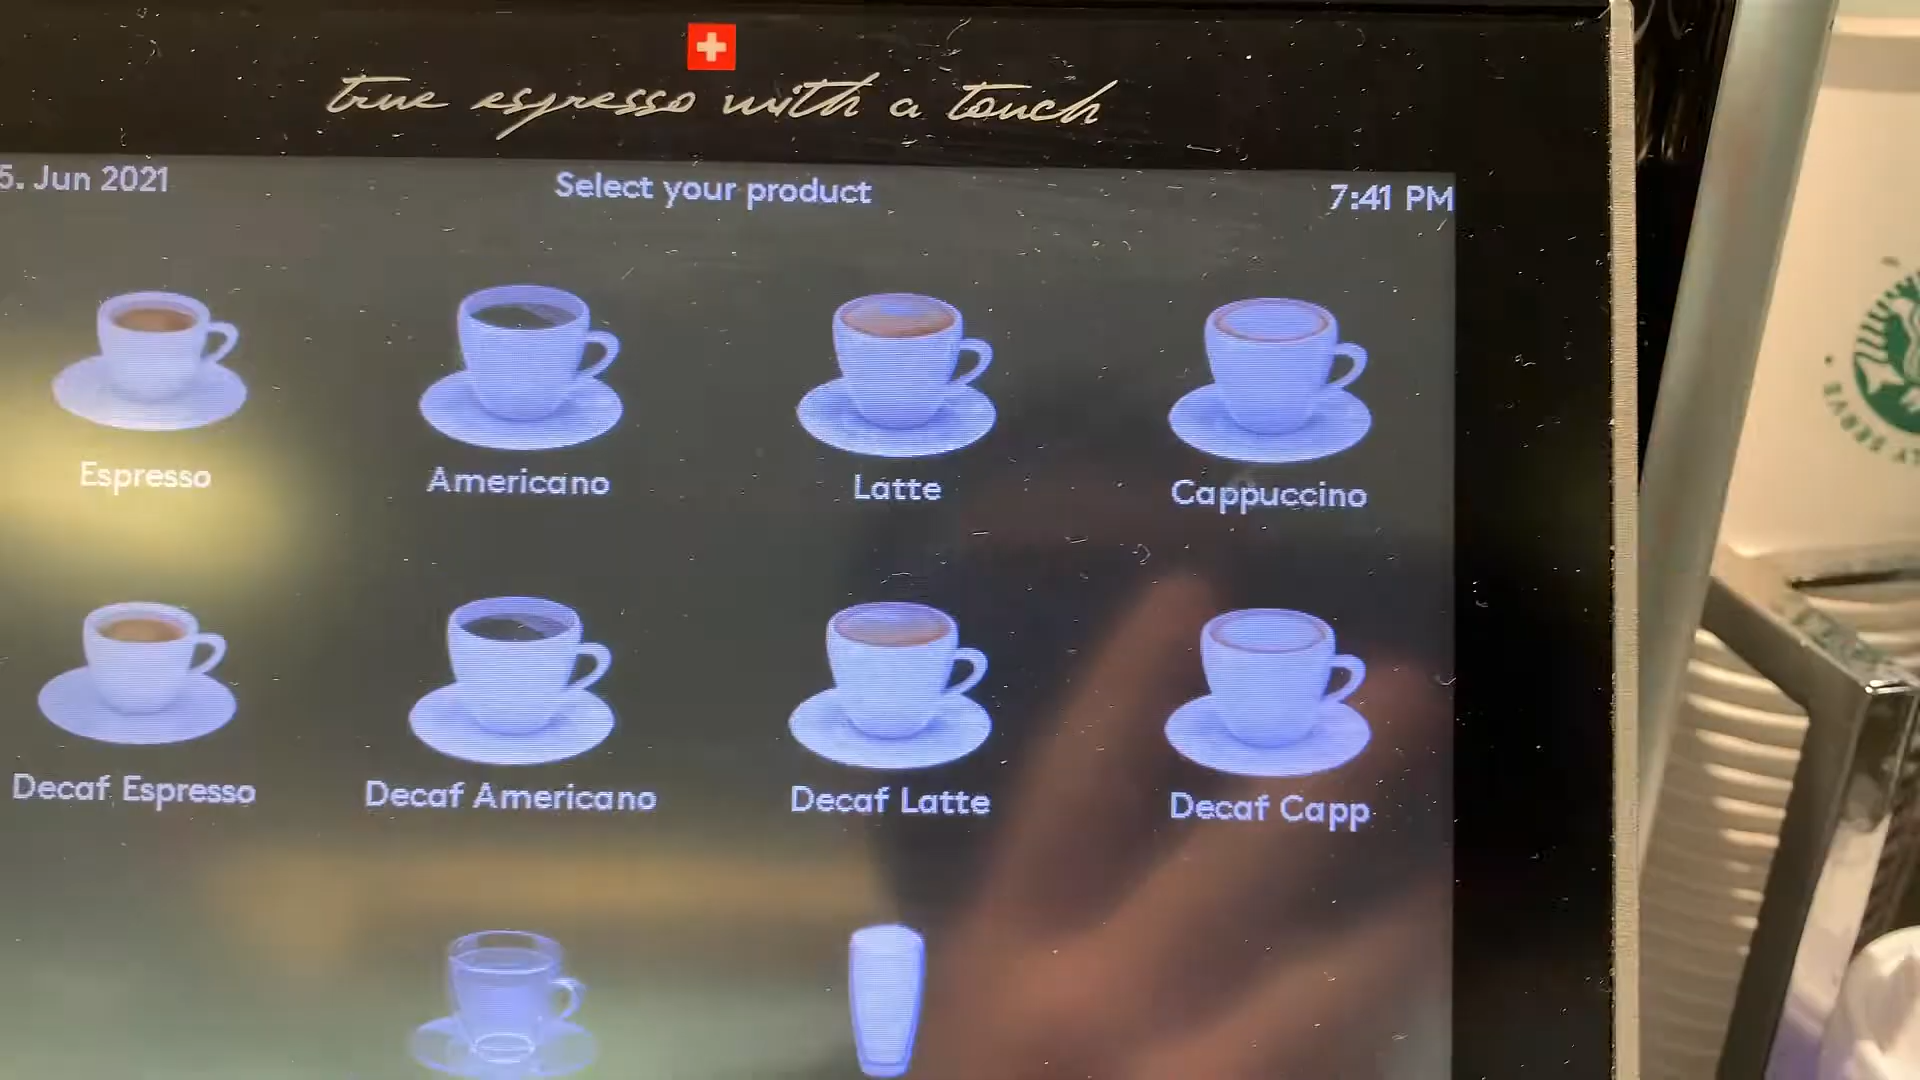 true espresso with a touch
5. Jun 2021
Select your product
7:41 PM
Espresso
Americano
Latte
Cappuccino
Decaf Espresso
Decaf Americano
Decaf Latte
Decaf Capp
SERVE